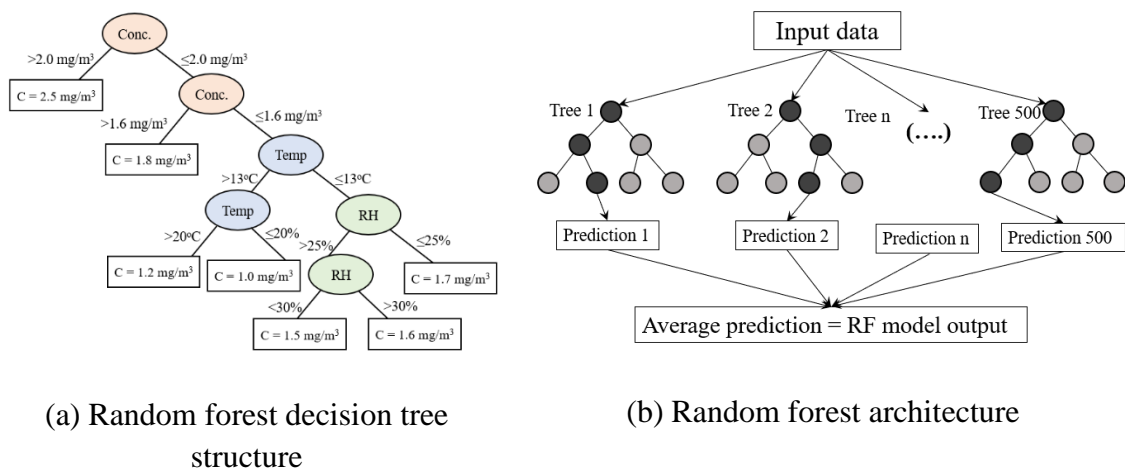 Conc.
>2.0 mg/m³
≤2.0 mg/m³
C = 2.5 mg/m³
Conc.
>1.6 mg/m³
≤1.6 mg/m³
C = 1.8 mg/m³
Temp
>13ºC
≤13ºC
Temp
RH
>20ºC
≤20%
>25%
≤25%
C = 1.2 mg/m³
C = 1.0 mg/m³
RH
C = 1.7 mg/m³
<30%
>30%
C = 1.5 mg/m³
C = 1.6 mg/m³
(a) Random forest decision tree
structure
Input data
Tree 1
Tree 2
Tree n
(....)
Tree 500
Prediction 1
Prediction 2
Prediction n
Prediction 500
Average prediction = RF model output
(b) Random forest architecture